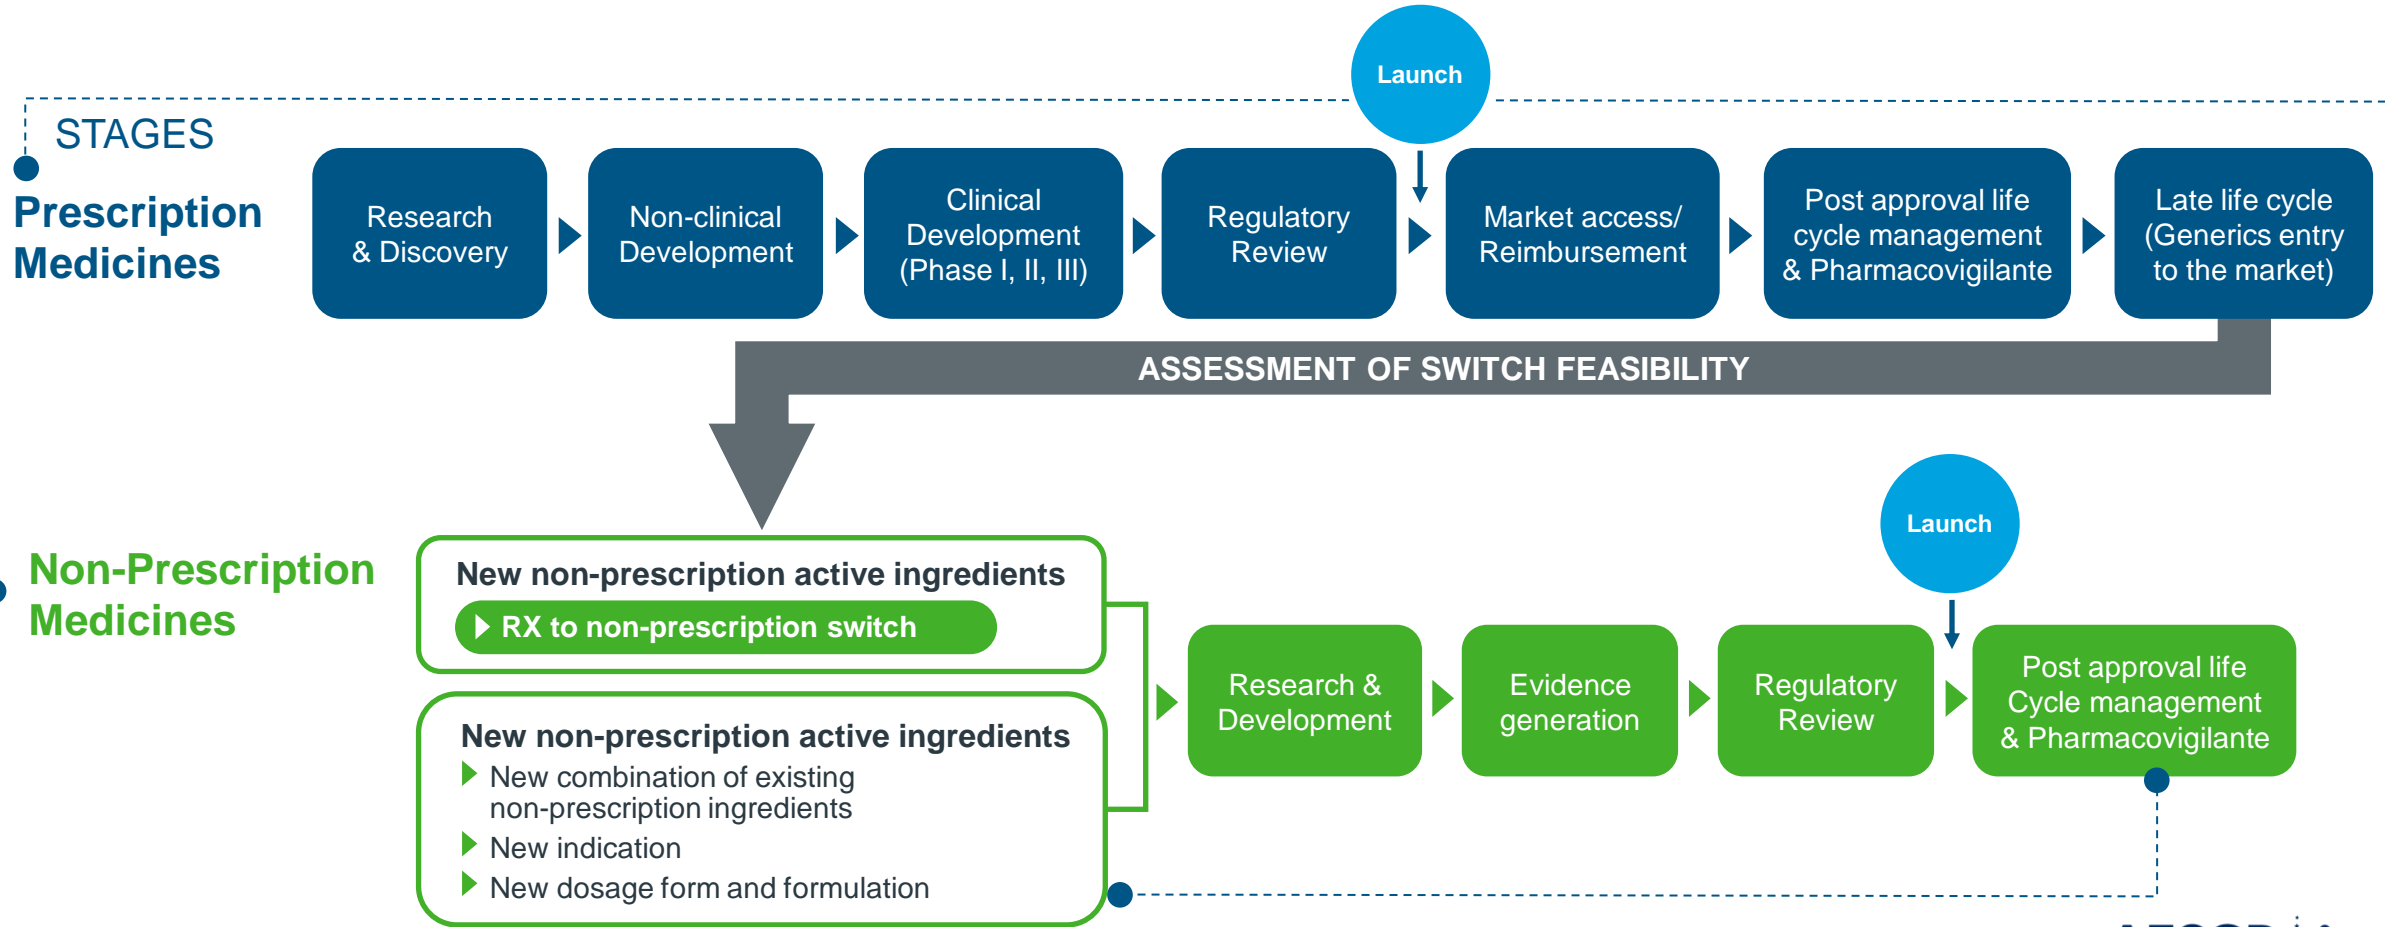 Launch
STAGES
Prescription
Medicines
Research
& Discovery
Non-clinical
Development
Clinical
Development
(Phase I, II, III)
Regulatory
Review
Market access/
Reimbursement
Post approval life
cycle management
& Pharmacovigilante
Late life cycle
(Generics entry
to the market)
ASSESSMENT OF SWITCH FEASIBILITY
Non-Prescription
Medicines
New non-prescription active ingredients
RX to non-prescription switch
New non-prescription active ingredients
New combination of existing
non-prescription ingredients
New indication
New dosage form and formulation
Research &
Development
Evidence
generation
Regulatory
Review
Launch
Post approval life
Cycle management
& Pharmacovigilante